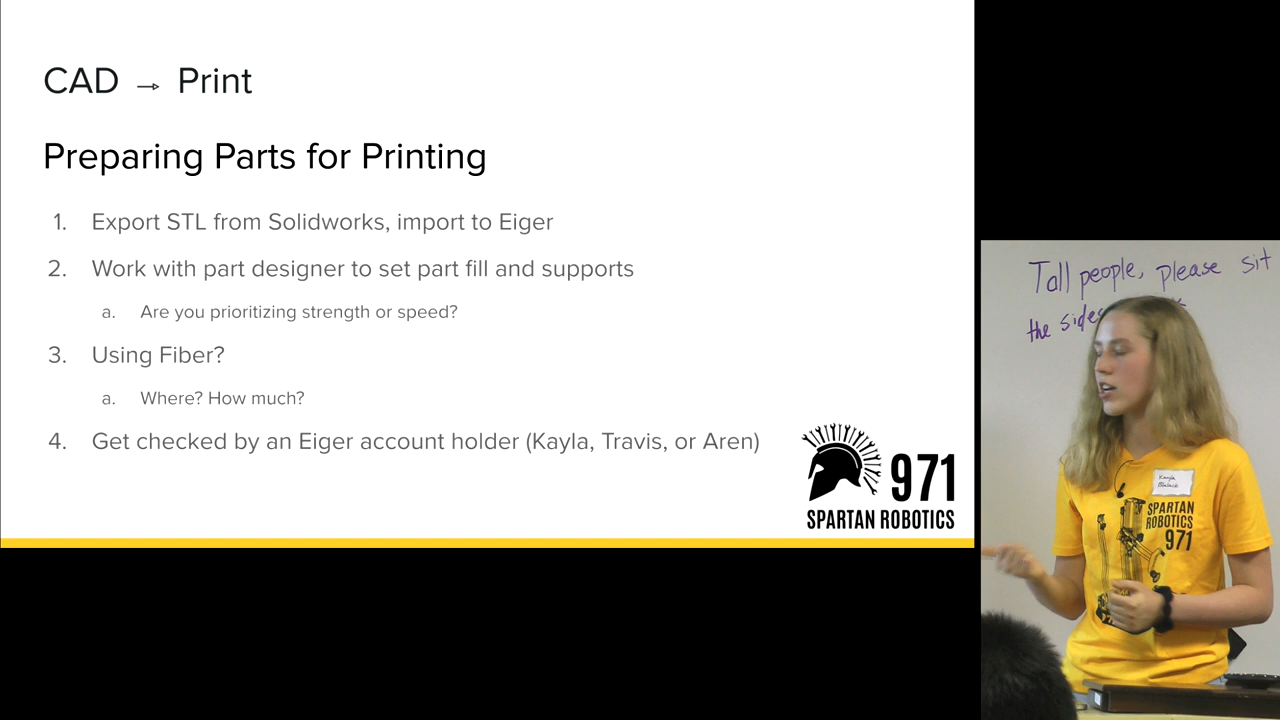 CAD → Print
Preparing Parts for Printing
1. Export STL from Solidworks, import to Eiger
2. Work with part designer to set part fill and supports
a. Are you prioritizing strength or speed?
3. Using Fiber?
a. Where? How much?
4. Get checked by an Eiger account holder (Kayla, Travis, or Aren)
971
SPARTAN ROBOTICS
Tall people, please sit
the sides
Kayla
SPARTAN
ROBOTICS
971